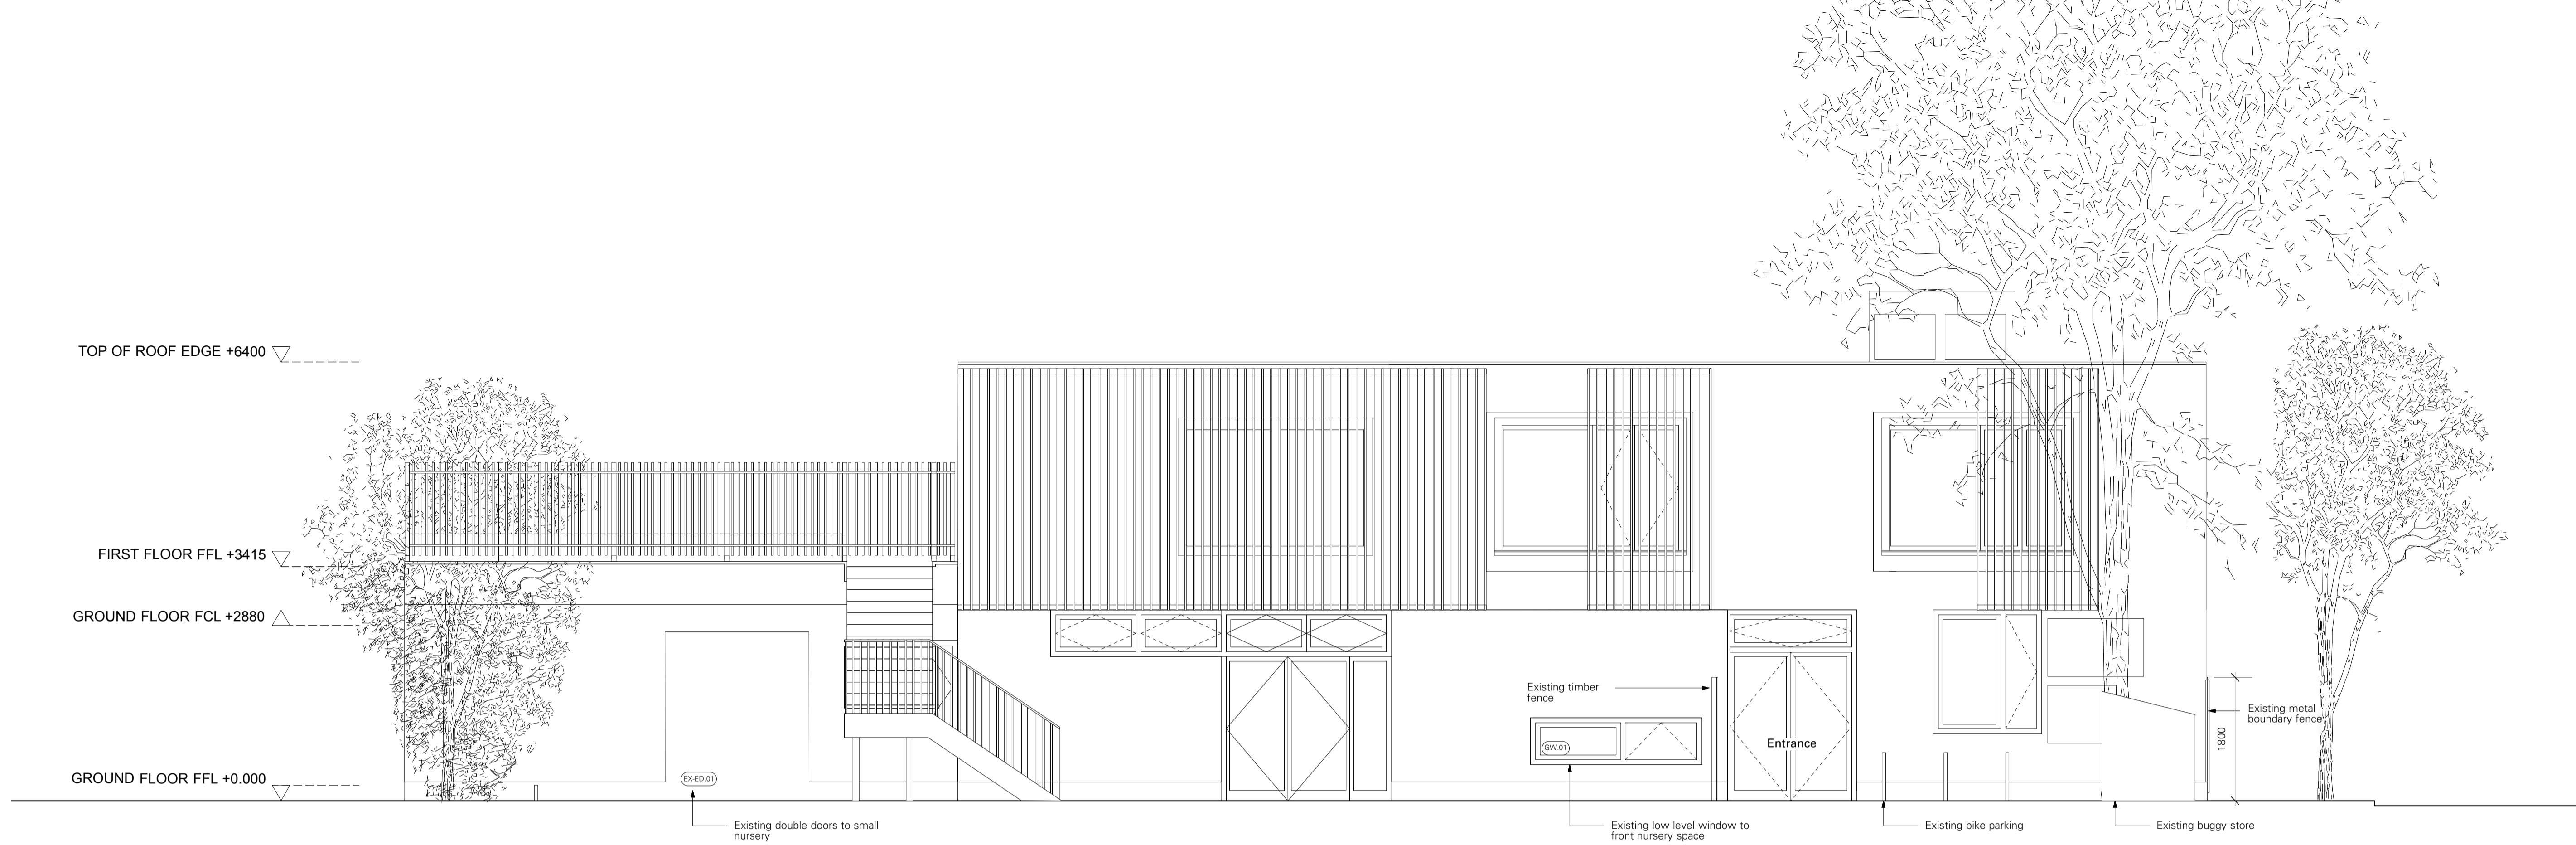 TOP OF ROOF EDGE +6400
FIRST FLOOR FFL +3415
GROUND FLOOR FCL +2880
GROUND FLOOR FFL +0.000
EX-ED.01
Existing double doors to small
nursery
Existing timber
fence
GW.01
Existing low level window to
front nursery space
Entrance
Existing bike parking
Existing buggy store
1800
Existing metal
boundary fence